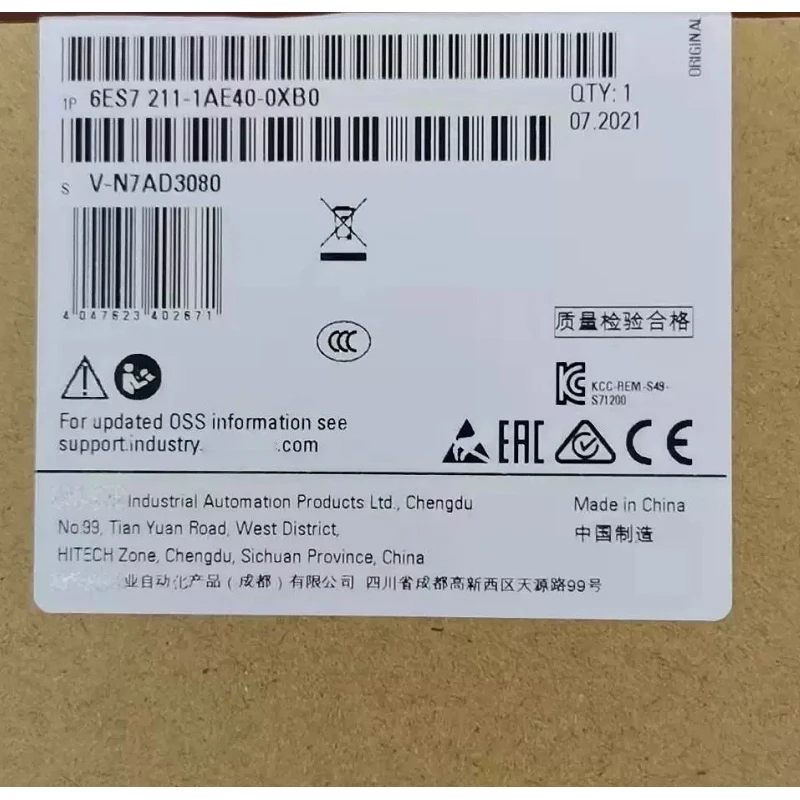 ORIGINAL
1P 6ES7 211-1AE40-0XB0
QTY: 1
07.2021
S V-N7AD3080
4 047623 402671
质量检验合格
CCC
KCC-REM-S49-
S71200
For updated OSS information see
support.industry. .com
EAC CE
Industrial Automation Products Ltd., Chengdu
No.99, Tian Yuan Road, West District,
HITECH Zone, Chengdu, Sichuan Province, China
Made in China
中国制造
业自动化产品（成都）有限公司 四川省成都高新西区天源路99号